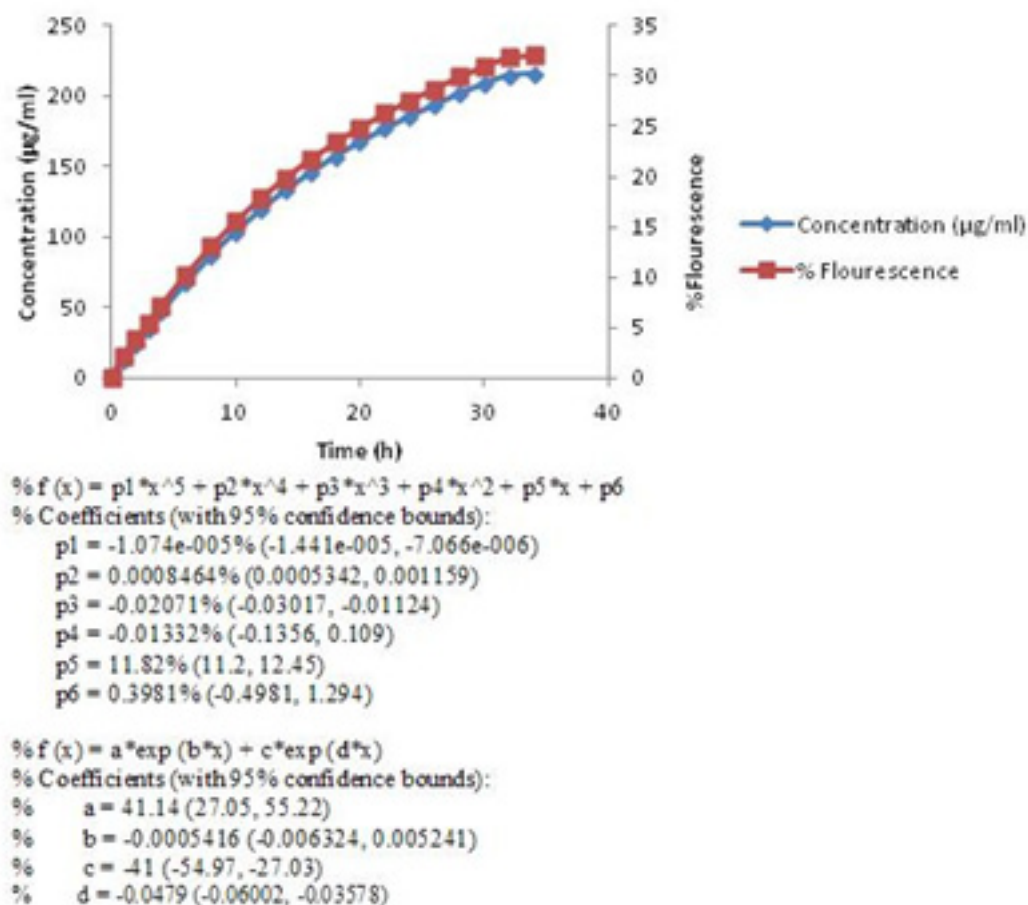 250
200
150
100
50
0
Concentration (µg/ml)
35
30
25
20
15
10
5
0
%Flourescence
0 10 20 30 40
Time (h)
Concentration (µg/ml)
% Flourescence
% f (x) = p1*x^5 + p2*x^4 + p3*x^3 + p4*x^2 + p5*x + p6
% Coefficients (with 95% confidence bounds):
p1 = -1.074e-005% (-1.441e-005, -7.066e-006)
p2 = 0.0008464% (0.0005342, 0.001159)
p3 = -0.02071% (-0.03017, -0.01124)
p4 = -0.01332% (-0.1356, 0.109)
p5 = 11.82% (11.2, 12.45)
p6 = 0.3981% (-0.4981, 1.294)
% f (x) = a*exp (b*x) + c*exp (d*x)
% Coefficients (with 95% confidence bounds):
% a = 41.14 (27.05, 55.22)
% b = -0.0005416 (-0.006324, 0.005241)
% c = -41 (-54.97, -27.03)
% d = -0.0479 (-0.06002, -0.03578)